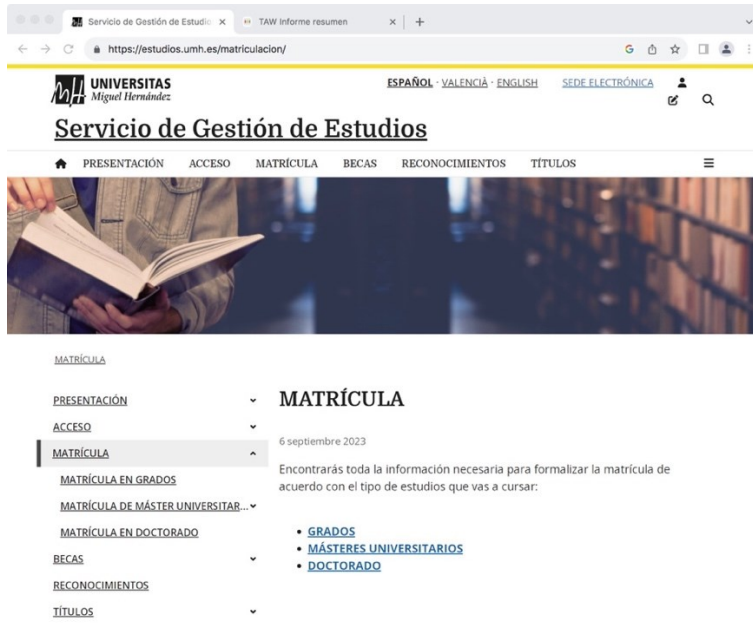 Servicio de Gestión de Estudio
TAW Informe resumen
https://estudios.umh.es/matriculacion/
UNIVERSITAS
Miguel Hernández
ESPAÑOL · VALENCIÀ · ENGLISH
SEDE ELECTRÓNICA
Servicio de Gestión de Estudios
PRESENTACIÓN ACCESO MATRÍCULA BECAS RECONOCIMIENTOS TÍTULOS
MATRÍCULA
PRESENTACIÓN
ACCESO
MATRÍCULA
MATRÍCULA EN GRADOS
MATRÍCULA DE MÁSTER UNIVERSITAR...
MATRÍCULA EN DOCTORADO
BECAS
RECONOCIMIENTOS
TÍTULOS
MATRÍCULA
6 septiembre 2023
Encontrarás toda la información necesaria para formalizar la matrícula de
acuerdo con el tipo de estudios que vas a cursar:
• GRADOS
• MÁSTERES UNIVERSITARIOS
• DOCTORADO